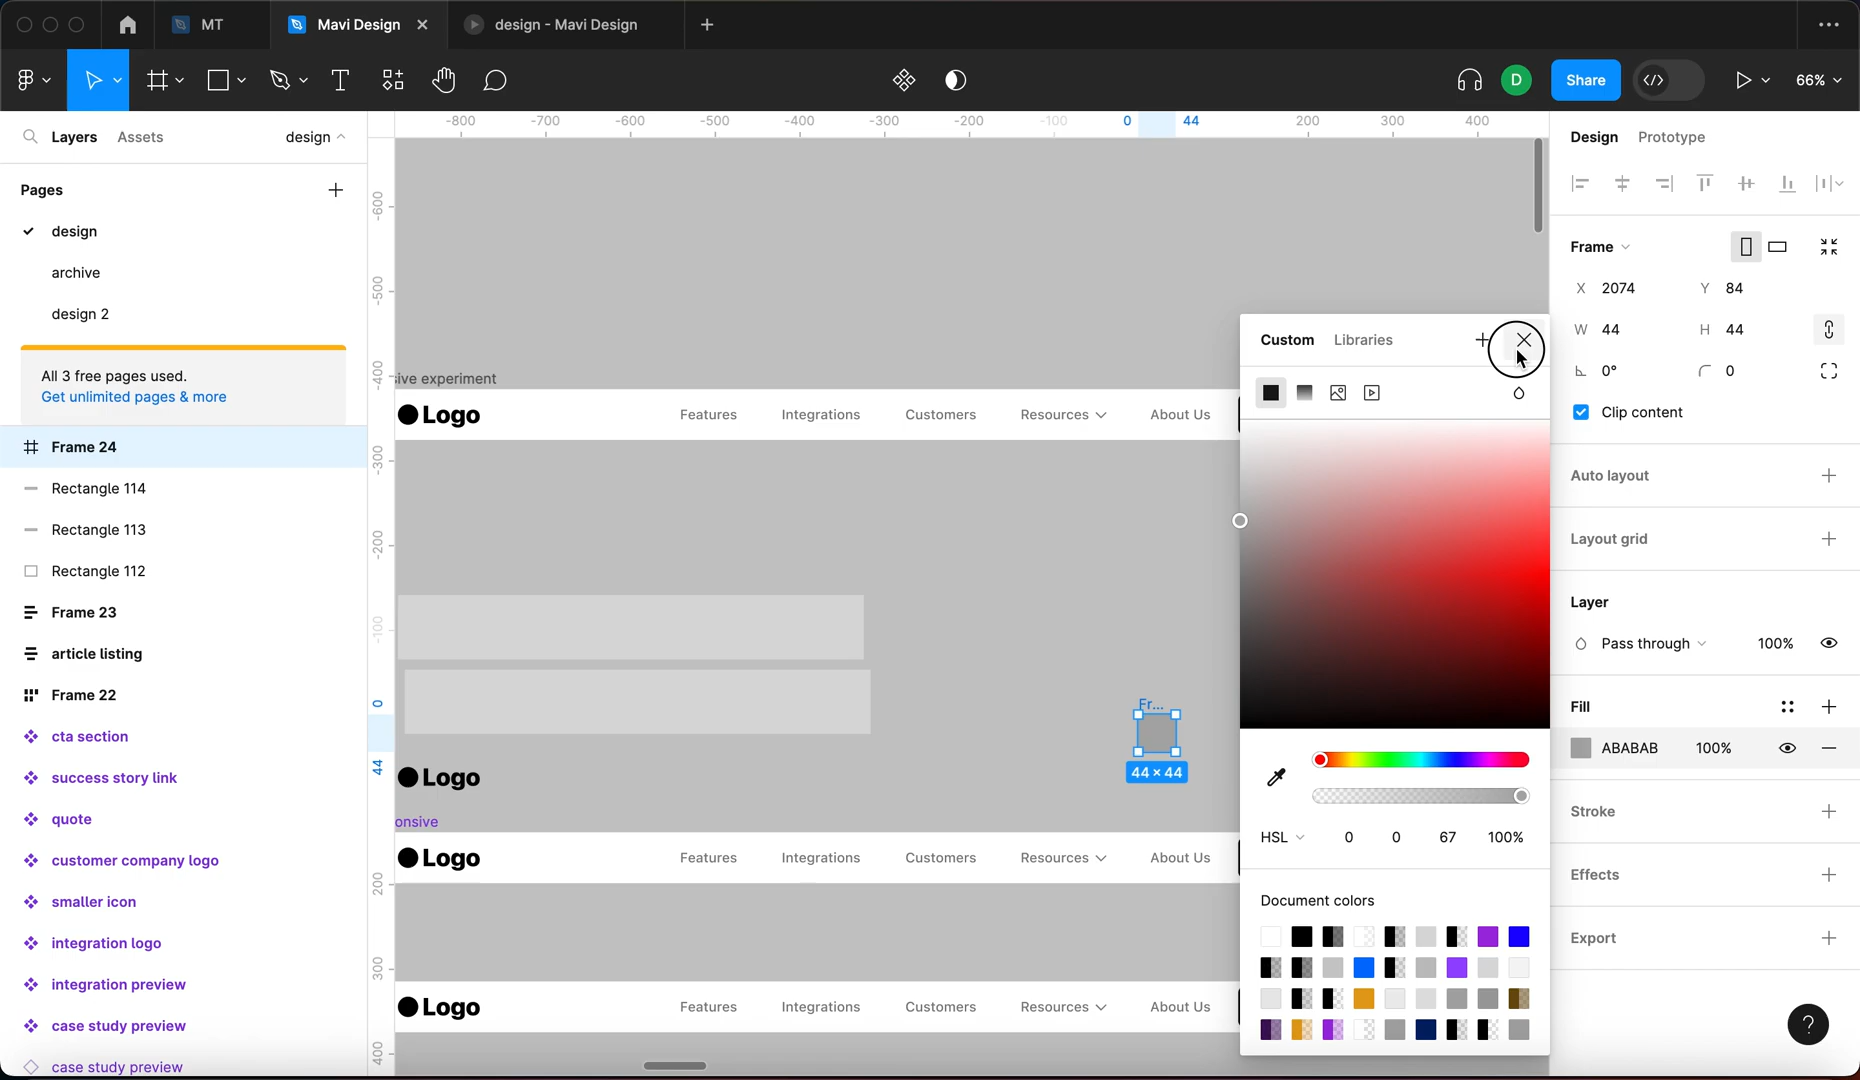 MT
Mavi Design
design - Mavi Design
Share
D
66%
Layers
Assets
design
Pages
design
archive
design 2
All 3 free pages used.
Get unlimited pages & more
Frame 24
Rectangle 114
Rectangle 113
Rectangle 112
Frame 23
article listing
Frame 22
cta section
success story link
quote
customer company logo
smaller icon
integration logo
integration preview
case study preview
case study preview
-800 -700 -600 -500 -400 -300 -200 -100 0 44 200 300 400
-600
-500
-400
-300
-200
-100
0
44
200
300
400
sive experiment
Logo Features Integrations Customers Resources About Us
Fr...
44 × 44
Logo
onsive
Logo Features Integrations Customers Resources About Us
Logo Features Integrations Customers Resources About Us
Custom Libraries
HSL 0 0 67 100%
Document colors
Design Prototype
Frame
X 2074 Y 84
W 44 H 44
0° 0
Clip content
Auto layout
Layout grid
Layer
Pass through 100%
Fill
ABABAB 100%
Stroke
Effects
Export
?